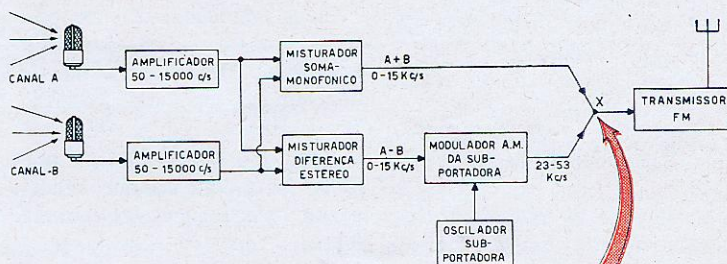 CANAL A
AMPLIFICADOR
50 - 15000 c/s
MISTURADOR
SOMA-
MONOFONICO
A + B
0-15 Kc/s
X
TRANSMISSOR
FM
CANAL-B
AMPLIFICADOR
50 - 15000 c/s
MISTURADOR
DIFERENCA
ESTÉREO
A - B
0-15 Kc/s
MODULADOR A.M.
DA SUB-
PORTADORA
23-53
Kc/s
OSCILADOR
SUB-
PORTADORA